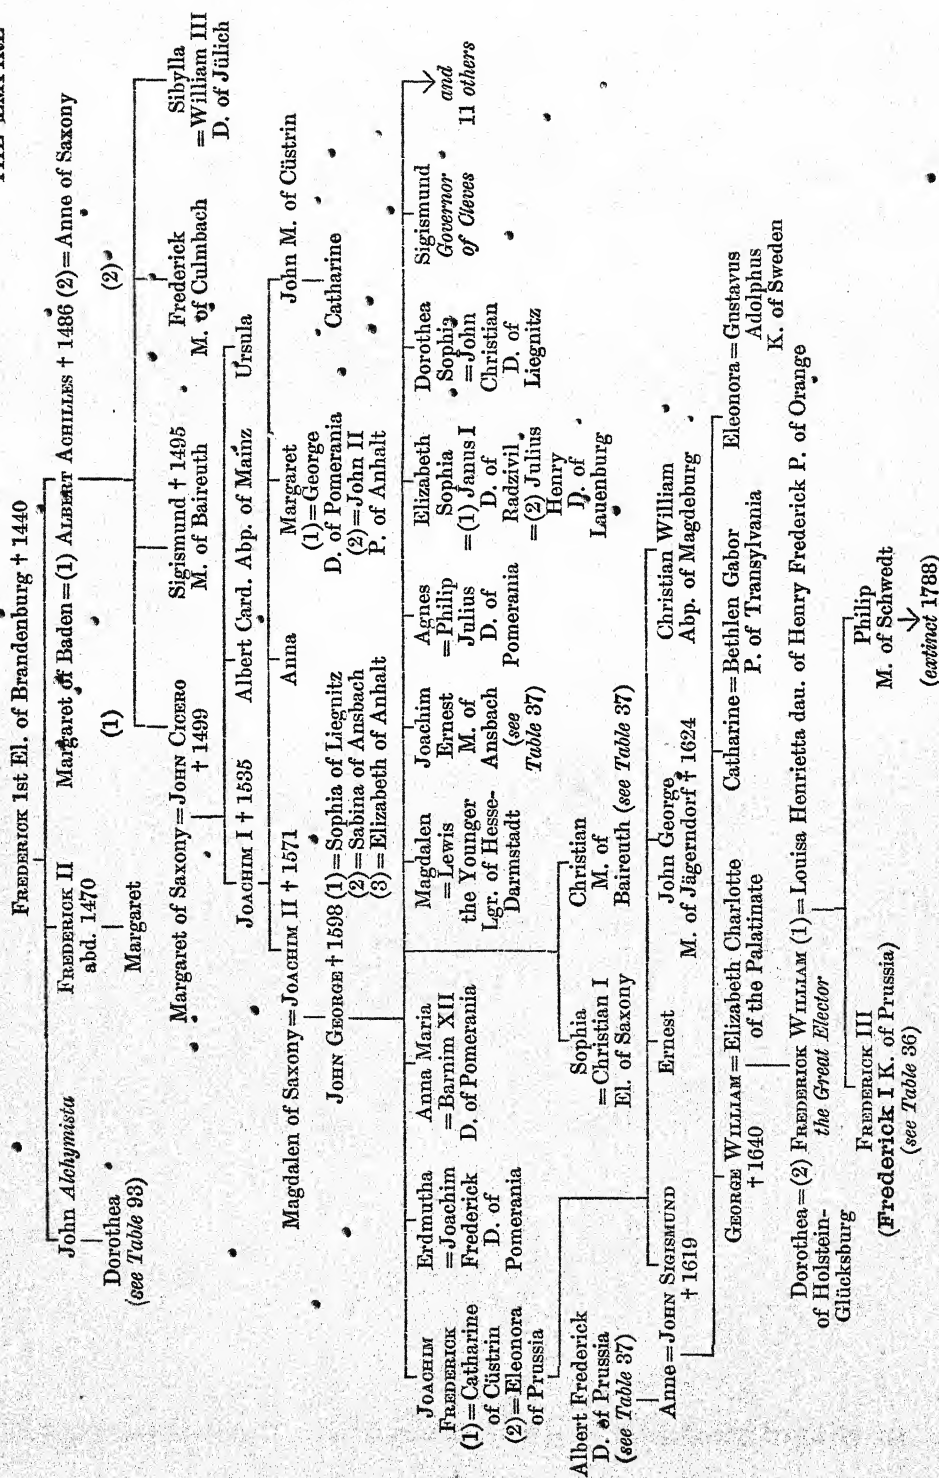 THE EMPIRE
FREDERICK 1st El. of Brandenburg † 1440
John Alchymista
FREDERICK II
abd. 1470
Margaret of Baden=(1) ALBERT ACHILLES † 1486 (2)=Anne of Saxony
Dorothea
(see Table 93)
Margaret
(1)
(2)
Margaret of Saxony=JOHN CICERO
† 1499
Sigismund † 1495
M. of Baireuth
Frederick
M. of Culmbach
Sibylla
=William III
D. of Jülich
JOACHIM I † 1535
Albert Card. Abp. of Mainz
Ursula
Magdalen of Saxony=JOACHIM II † 1571
Anna
Margaret
(1)=George
D. of Pomerania
(2)=John II
P. of Anhalt
John M. of Cüstrin
Catharine
JOHN GEORGE † 1598 (1)=Sophia of Liegnitz
(2)=Sabina of Ansbach
(3)=Elizabeth of Anhalt
JOACHIM
FREDERICK
(1)=Catharine
of Cüstrin
(2)=Eleonora
of Prussia
Erdmutha
=Joachim
Frederick
D. of
Pomerania
Anna Maria
=Barnim XII
D. of Pomerania
Magdalen
=Lewis
the Younger
Lgr. of Hesse-
Darmstadt
Joachim
Ernest
M. of
Ansbach
(see
Table 37)
Agnes
=Philip
Julius
D. of
Pomerania
Elizabeth
Sophia
=(1) Janus I
D. of
Radzivil
=(2) Julius
Henry
D. of
Lauenburg
Dorothea
Sophia
=John
Christian
D. of
Liegnitz
Sigismund
Governor
of Cleves
and
11 others
Sophia
=Christian I
El. of Saxony
Christian
M. of
Baireuth (see Table 37)
Albert Frederick
D. of Prussia
(see Table 37)
Anne=JOHN SIGISMUND
† 1619
Ernest
John George
M. of Jägerndorf † 1624
Christian William
Abp. of Magdeburg
GEORGE WILLIAM=Elizabeth Charlotte
† 1640
of the Palatinate
Catharine=Bethlen Gabor
P. of Transylvania
Eleonora=Gustavus
Adolphus
K. of Sweden
Dorothea=(2) FREDERICK WILLIAM (1)=Louisa Henrietta dau. of Henry Frederick P. of Orange
of Holstein-
Glücksburg
the Great Elector
FREDERICK III
(Frederick I K. of Prussia)
(see Table 36)
Philip
M. of Schwedt
(extinct 1788)